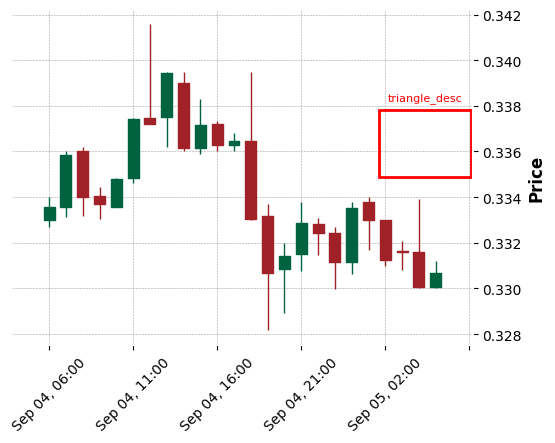 0.342
0.340
triangle_desc
0.338
0.336
Price
0.334
0.332
0.330
0.328
Sep 04, 06:00
Sep 04, 11:00
Sep 04, 16:00
Sep 04, 21:00
Sep 05, 02:00